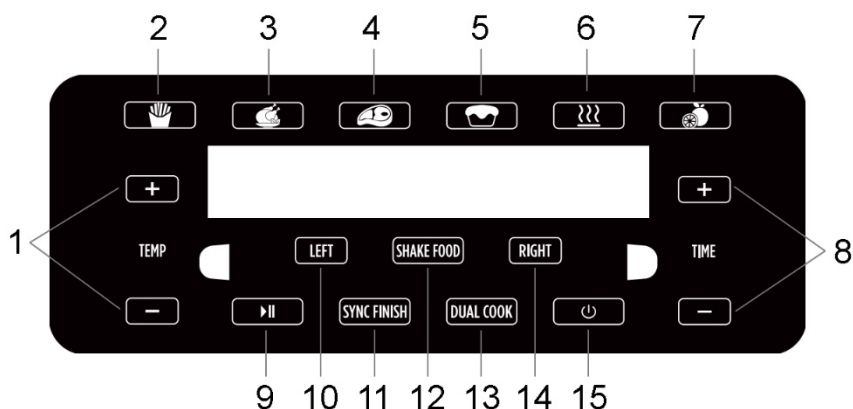 2 3 4 5 6 7
+ +
1 TEMP LEFT SHAKE FOOD RIGHT TIME 8
− SYNC FINISH DUAL COOK −
9 10 11 12 13 14 15